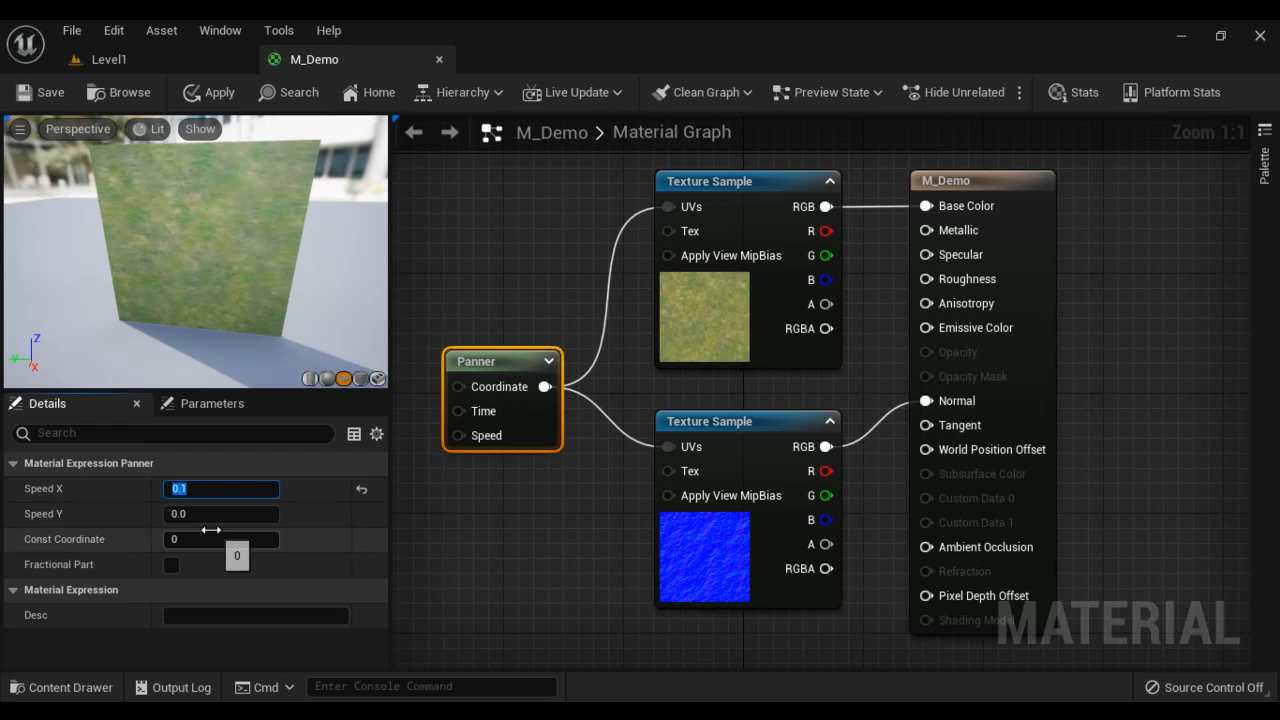 File Edit Asset Window Tools Help
Level1 M_Demo
Save Browse Apply Search Home Hierarchy Live Update Clean Graph Preview State Hide Unrelated Stats Platform Stats
Perspective Lit Show
M_Demo > Material Graph Zoom 1:1
Palette
Z
Y
X
Details Parameters
Search
Material Expression Panner
Speed X 0.1
Speed Y 0.0
Const Coordinate 0
0
Fractional Part
Material Expression
Desc
Panner
Coordinate
Time
Speed
Texture Sample
UVs RGB
Tex R
Apply View MipBias G
B
A
RGBA
Texture Sample
UVs RGB
Tex R
Apply View MipBias G
B
A
RGBA
M_Demo
Base Color
Metallic
Specular
Roughness
Anisotropy
Emissive Color
Opacity
Opacity Mask
Normal
Tangent
World Position Offset
Subsurface Color
Custom Data 0
Custom Data 1
Ambient Occlusion
Refraction
Pixel Depth Offset
Shading Model
MATERIAL
Content Drawer Output Log Cmd Enter Console Command Source Control Off